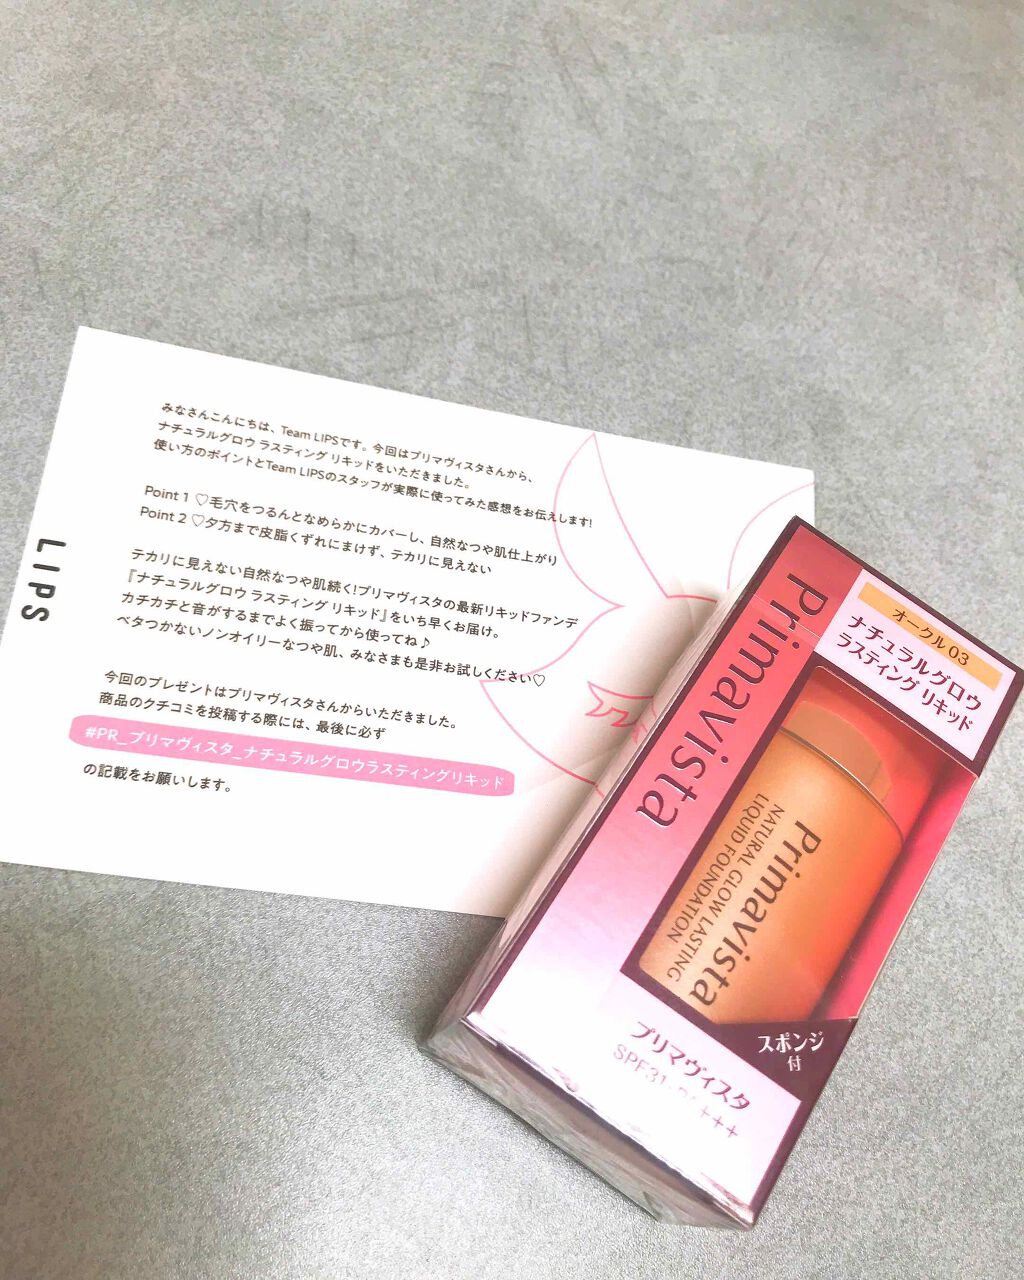 みなさんこんにちは、Team LIPSです。今回はプリマヴィスタさんから、
ナチュラルグロウ ラスティング リキッドをいただきました。
使い方のポイントとTeam LIPSのスタッフが実際に使ってみた感想をお伝えします!
Point 1 ♡毛穴をつるんとなめらかにカバーし、自然なつや肌仕上がり
Point 2 ♡夕方まで皮脂くずれにまけず、テカリに見えない
テカリに見えない自然なつや肌続く!プリマヴィスタの最新リキッドファンデ
『ナチュラルグロウ ラスティング リキッド』をいち早くお届け。
カチカチと音がするまでよく振ってから使ってね♪
ベタつかないノンオイリーなつや肌、みなさまも是非お試しください♡
今回のプレゼントはプリマヴィスタさんからいただきました。
商品のクチコミを投稿する際には、最後に必ず
#PR_プリマヴィスタ_ナチュラルグロウラスティングリキッド
の記載をお願いします。
LIPS
Primavista
オークル03
ナチュラルグロウ
ラスティング リキッド
Primavista
NATURAL GLOW LASTING
LIQUID FOUNDATION
スポンジ
付
プリマヴィスタ
SPF31・PA+++